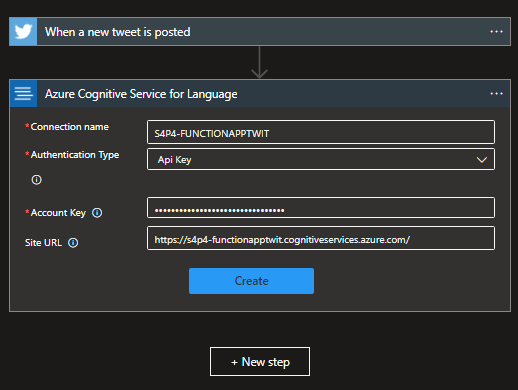 When a new tweet is posted
Azure Cognitive Service for Language
* Connection name
S4P4-FUNCTIONAPPTWIT
* Authentication Type
Api Key
* Account Key
••••••••••••••••••••••••••••••••
Site URL
https://s4p4-functionapptwit.cognitiveservices.azure.com/
Create
+ New step